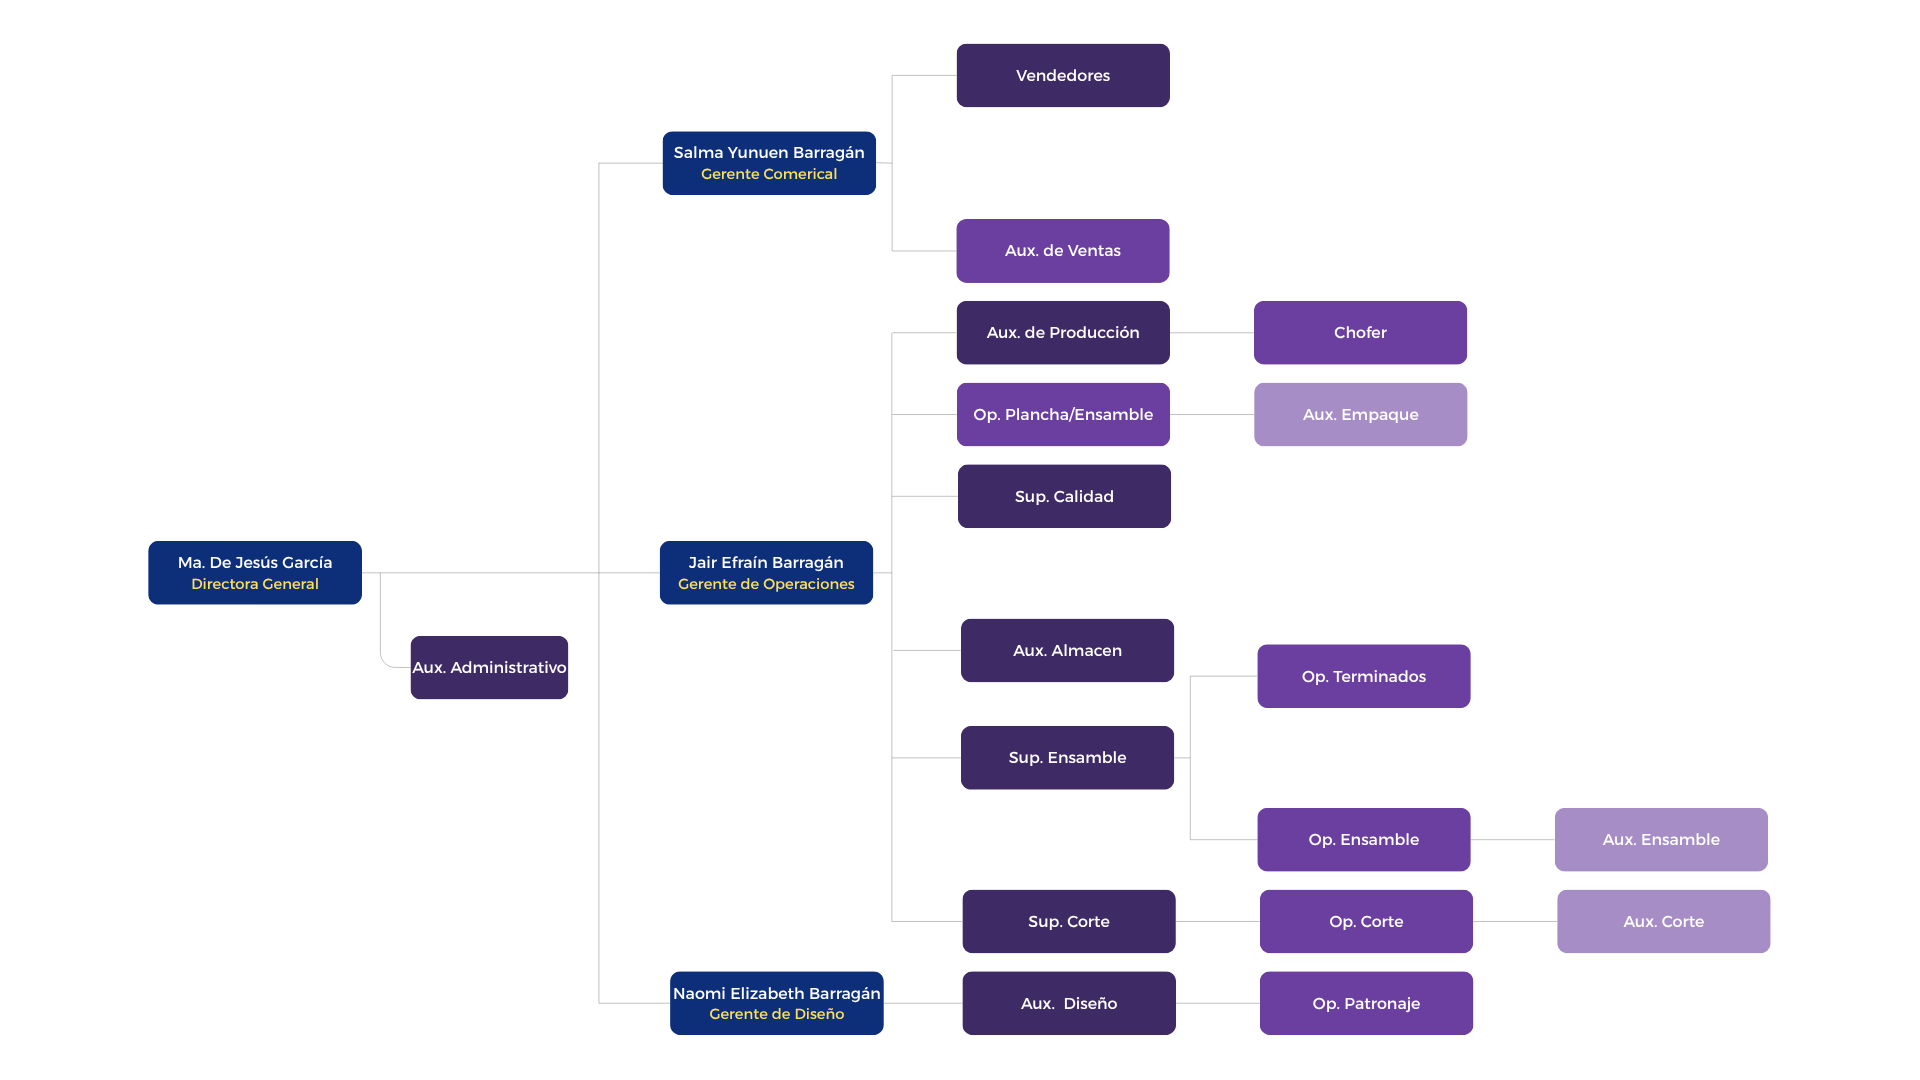 Vendedores
Salma Yunuen Barragán
Gerente Comerical
Aux. de Ventas
Aux. de Producción
Chofer
Op. Plancha/Ensamble
Aux. Empaque
Sup. Calidad
Ma. De Jesús García
Directora General
Jair Efraín Barragán
Gerente de Operaciones
Aux. Administrativo
Aux. Almacen
Op. Terminados
Sup. Ensamble
Op. Ensamble
Aux. Ensamble
Sup. Corte
Op. Corte
Aux. Corte
Naomi Elizabeth Barragán
Gerente de Diseño
Aux.  Diseño
Op. Patronaje